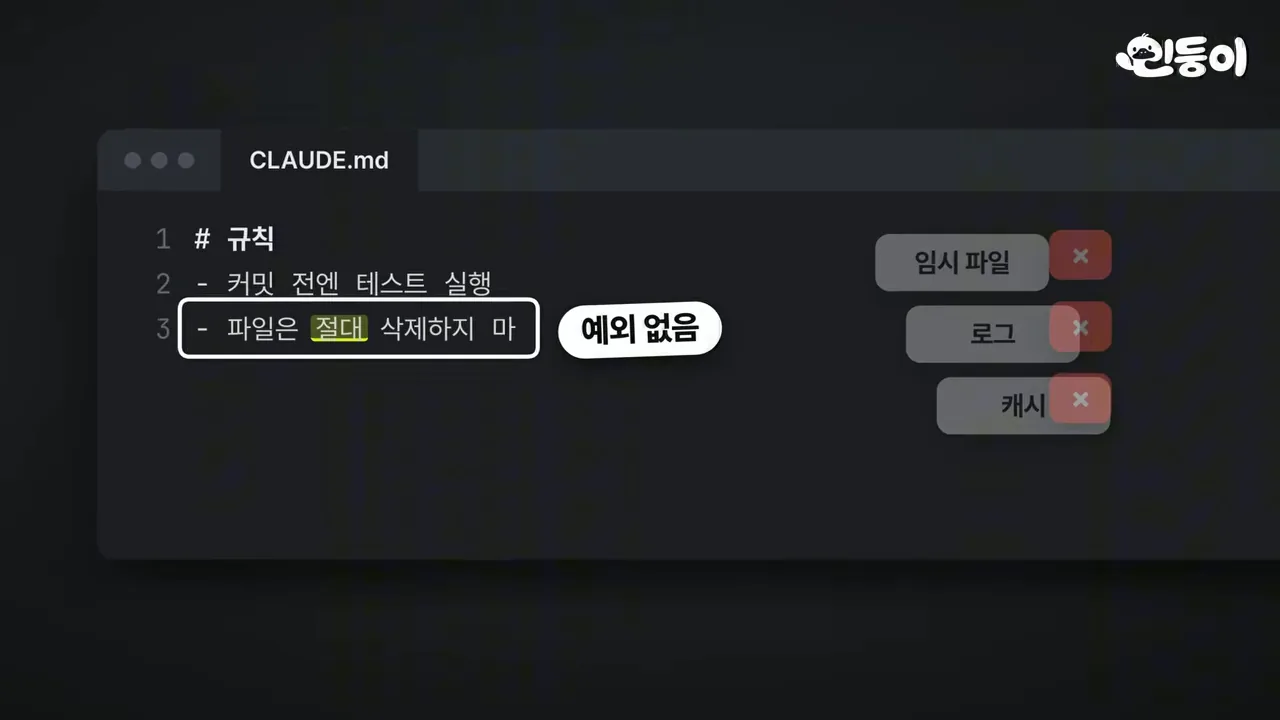 인둥이
CLAUDE.md
1 # 규칙
2 - 커밋 전엔 테스트 실행
3 - 파일은 절대 삭제하지 마
예외 없음
임시 파일 ×
로그 ×
캐시 ×